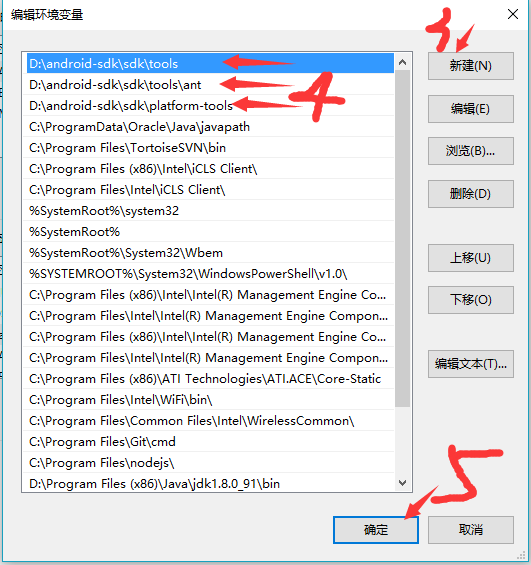 编辑环境变量
3
新建(N)
D:\android-sdk\sdk\tools
D:\android-sdk\sdk\tools\ant
4
D:\android-sdk\sdk\platform-tools
编辑(E)
C:\ProgramData\Oracle\Java\javapath
C:\Program Files\TortoiseSVN\bin
浏览(B)...
C:\Program Files (x86)\Intel\iCLS Client\
C:\Program Files\Intel\iCLS Client\
删除(D)
%SystemRoot%\system32
%SystemRoot%
%SystemRoot%\System32\Wbem
上移(U)
%SYSTEMROOT%\System32\WindowsPowerShell\v1.0\
C:\Program Files (x86)\Intel\Intel(R) Management Engine Co...
下移(O)
C:\Program Files\Intel\Intel(R) Management Engine Compon...
C:\Program Files (x86)\Intel\Intel(R) Management Engine Co...
C:\Program Files\Intel\Intel(R) Management Engine Compon...
编辑文本(T)...
C:\Program Files (x86)\ATI Technologies\ATI.ACE\Core-Static
C:\Program Files\Intel\WiFi\bin\
C:\Program Files\Common Files\Intel\WirelessCommon\
C:\Program Files\Git\cmd
C:\Program Files\nodejs\
D:\Program Files (x86)\Java\jdk1.8.0_91\bin
5
确定
取消